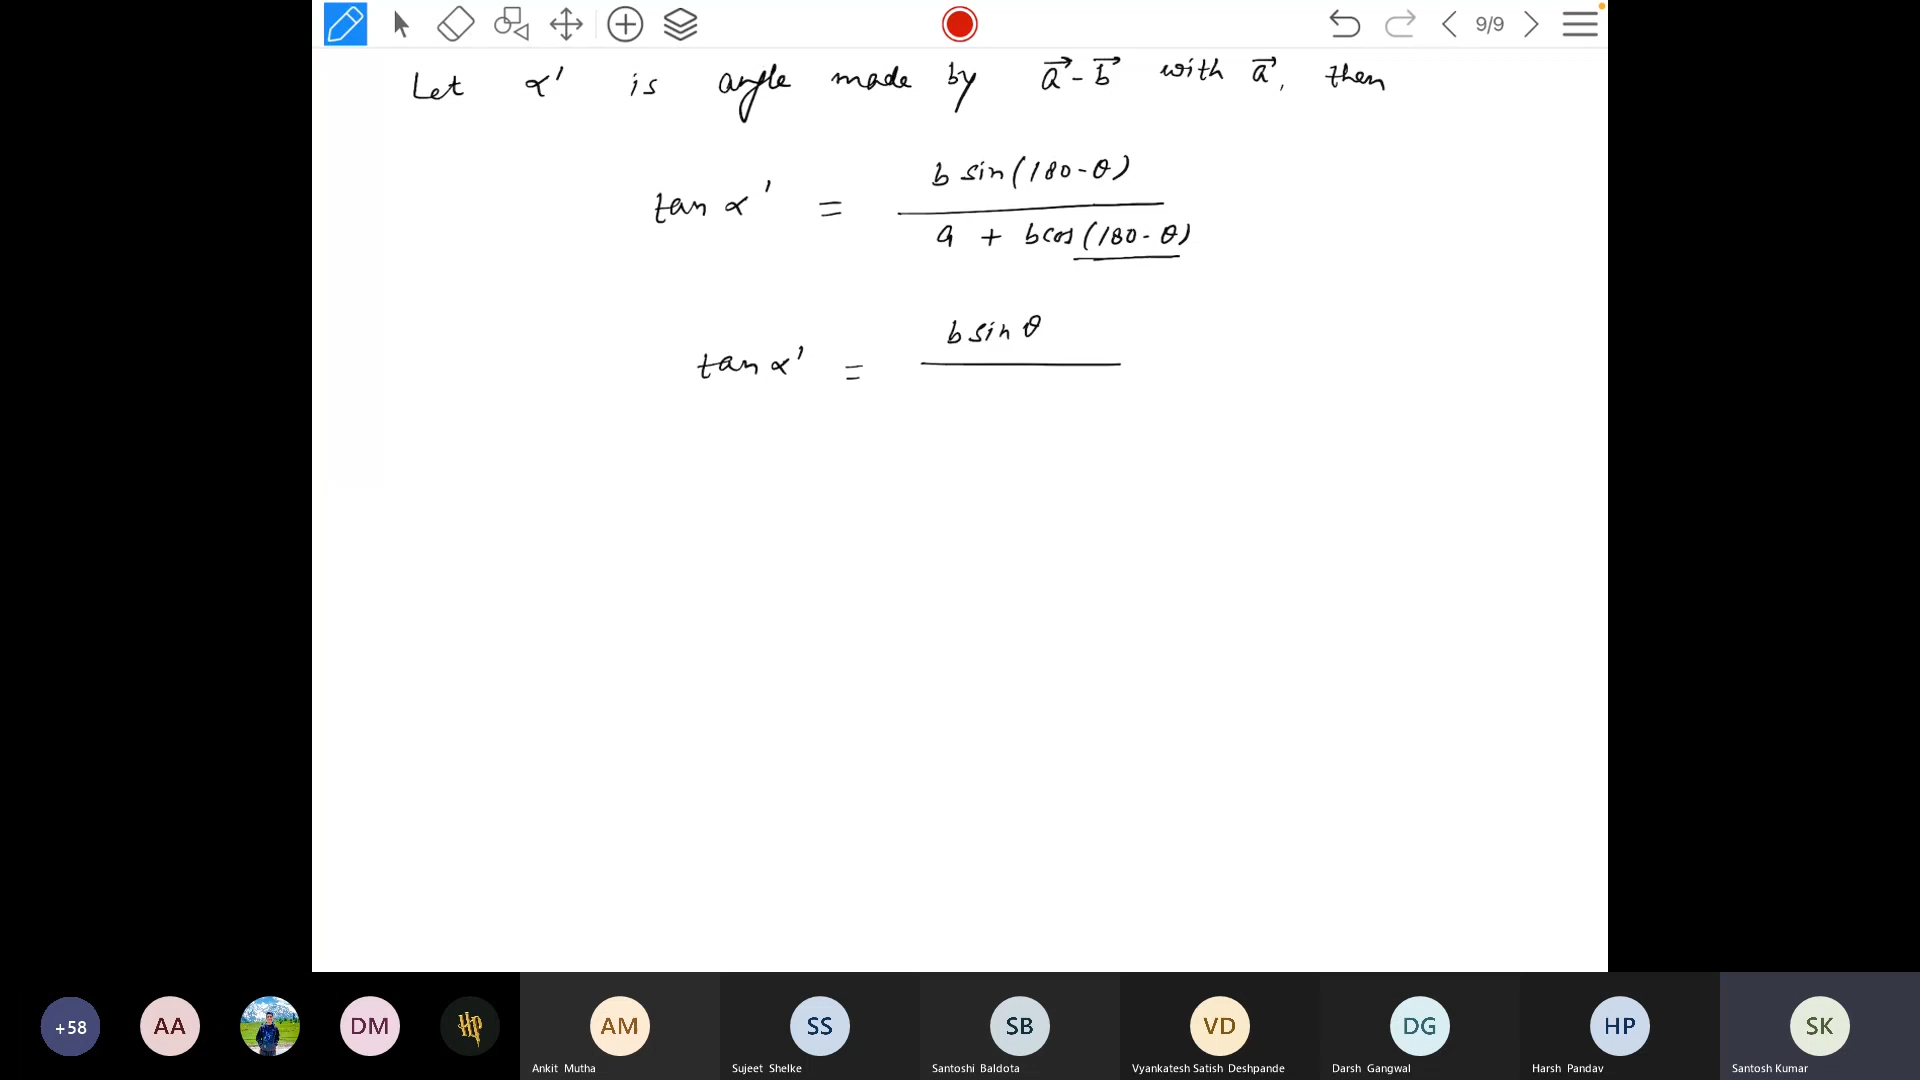 9/9
Let α' is angle made by a⃗ - b⃗ with a⃗, then
tan α' = b sin(180-θ) / a + bcos(180-θ)
tan α' = b sin θ
+58 AA DM HP AM SS SB VD DG HP SK
Ankit Mutha Sujeet Shelke Santoshi Baldota Vyankatesh Satish Deshpande Darsh Gangwal Harsh Pandav Santosh Kumar